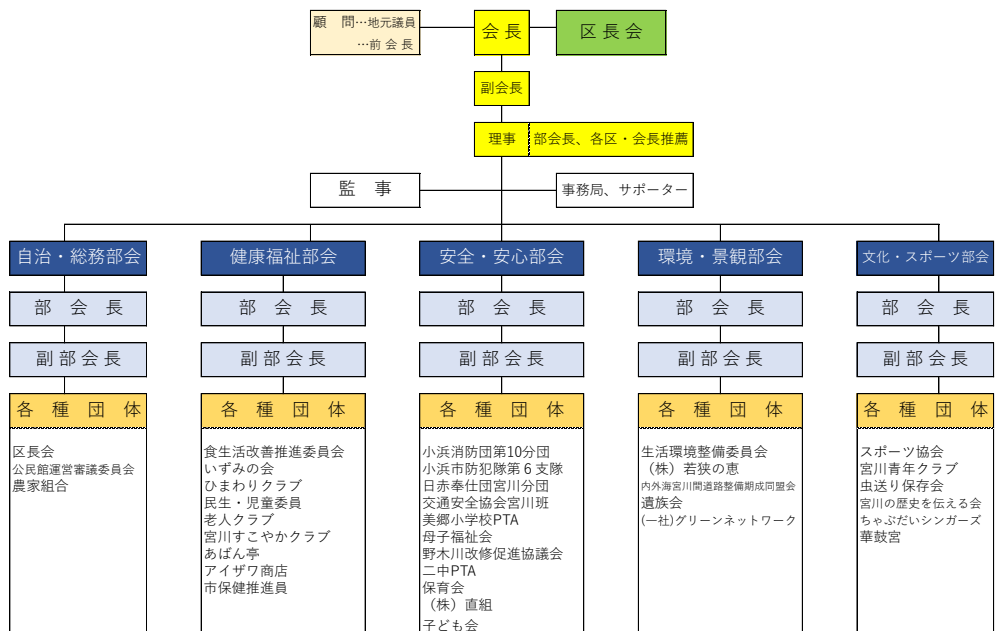 顧　問…地元議員
…前 会 長
会 長
区 長 会
副会長
理事
部会長、各区・会長推薦
監　事
事務局、サポーター
自治・総務部会
健康福祉部会
安全・安心部会
環境・景観部会
文化・スポーツ部会
部　会　長
部　会　長
部　会　長
部　会　長
部　会　長
副 部 会 長
副 部 会 長
副 部 会 長
副 部 会 長
副 部 会 長
各　種　団　体
各　種　団　体
各　種　団　体
各　種　団　体
各　種　団　体
区長会
公民館運営審議委員会
農家組合
食生活改善推進委員会
いずみの会
ひまわりクラブ
民生・児童委員
老人クラブ
宮川すこやかクラブ
あばん亭
アイザワ商店
市保健推進員
小浜消防団第10分団
小浜市防犯隊第６支隊
日赤奉仕団宮川分団
交通安全協会宮川班
美郷小学校PTA
母子福祉会
野木川改修促進協議会
二中PTA
保育会
（株）直組
子ども会
生活環境整備委員会
（株）若狭の恵
内外海宮川間道路整備期成同盟会
遺族会
(一社)グリーンネットワーク
スポーツ協会
宮川青年クラブ
虫送り保存会
宮川の歴史を伝える会
ちゃぶだいシンガーズ
華鼓宮